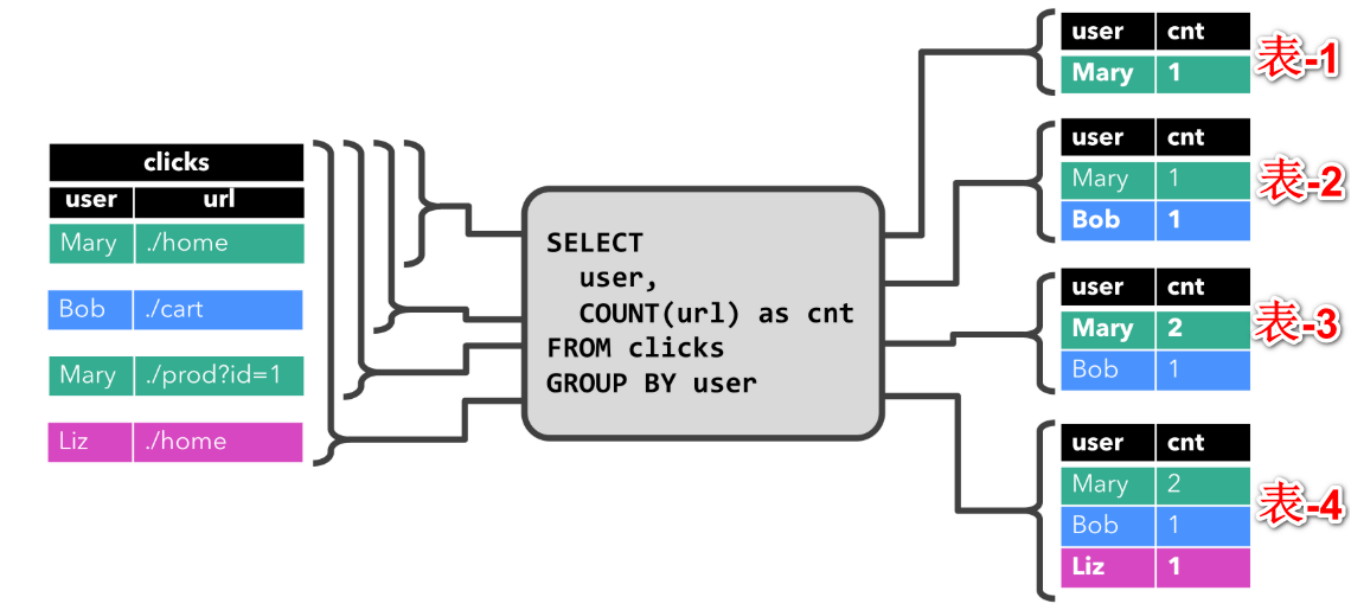 clicks
user url
Mary ./home
Bob ./cart
Mary ./prod?id=1
Liz ./home
SELECT
user,
COUNT(url) as cnt
FROM clicks
GROUP BY user
user cnt
Mary 1
表-1
user cnt
Mary 1
Bob 1
表-2
user cnt
Mary 2
Bob 1
表-3
user cnt
Mary 2
Bob 1
Liz 1
表-4